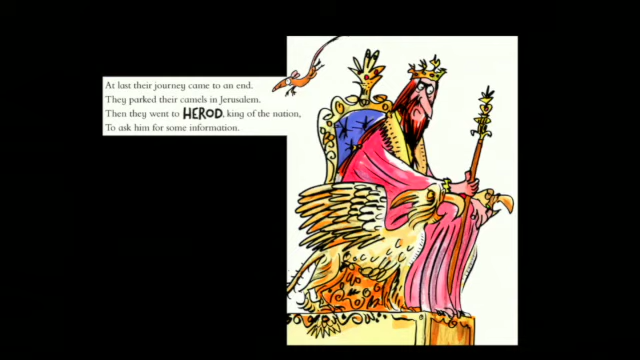 At last their journey came to an end.
They parked their camels in Jerusalem.
Then they went to HEROD, king of the nation,
To ask him for some information.